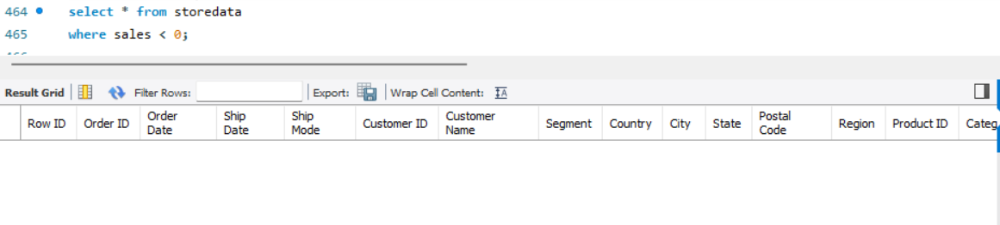 464 select * from storedata
465 where sales < 0;
Result Grid Filter Rows: Export: Wrap Cell Content: IA
Row ID Order ID Order Date Ship Date Ship Mode Customer ID Customer Name Segment Country City State Postal Code Region Product ID Categ